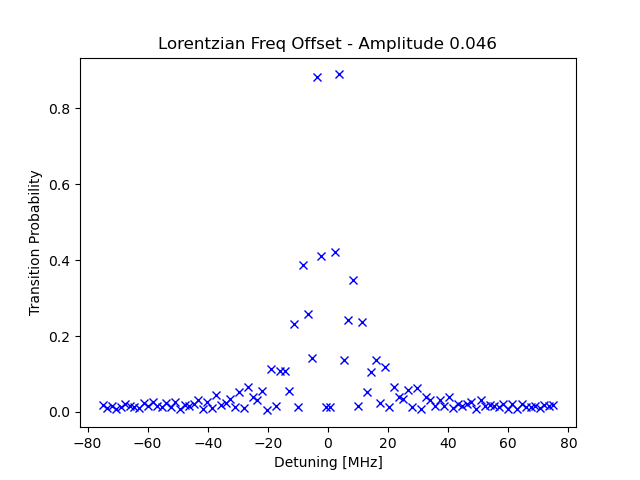 Lorentzian Freq Offset - Amplitude 0.046
Transition Probability
0.8
0.6
0.4
0.2
0.0
−80 −60 −40 −20 0 20 40 60 80
Detuning [MHz]